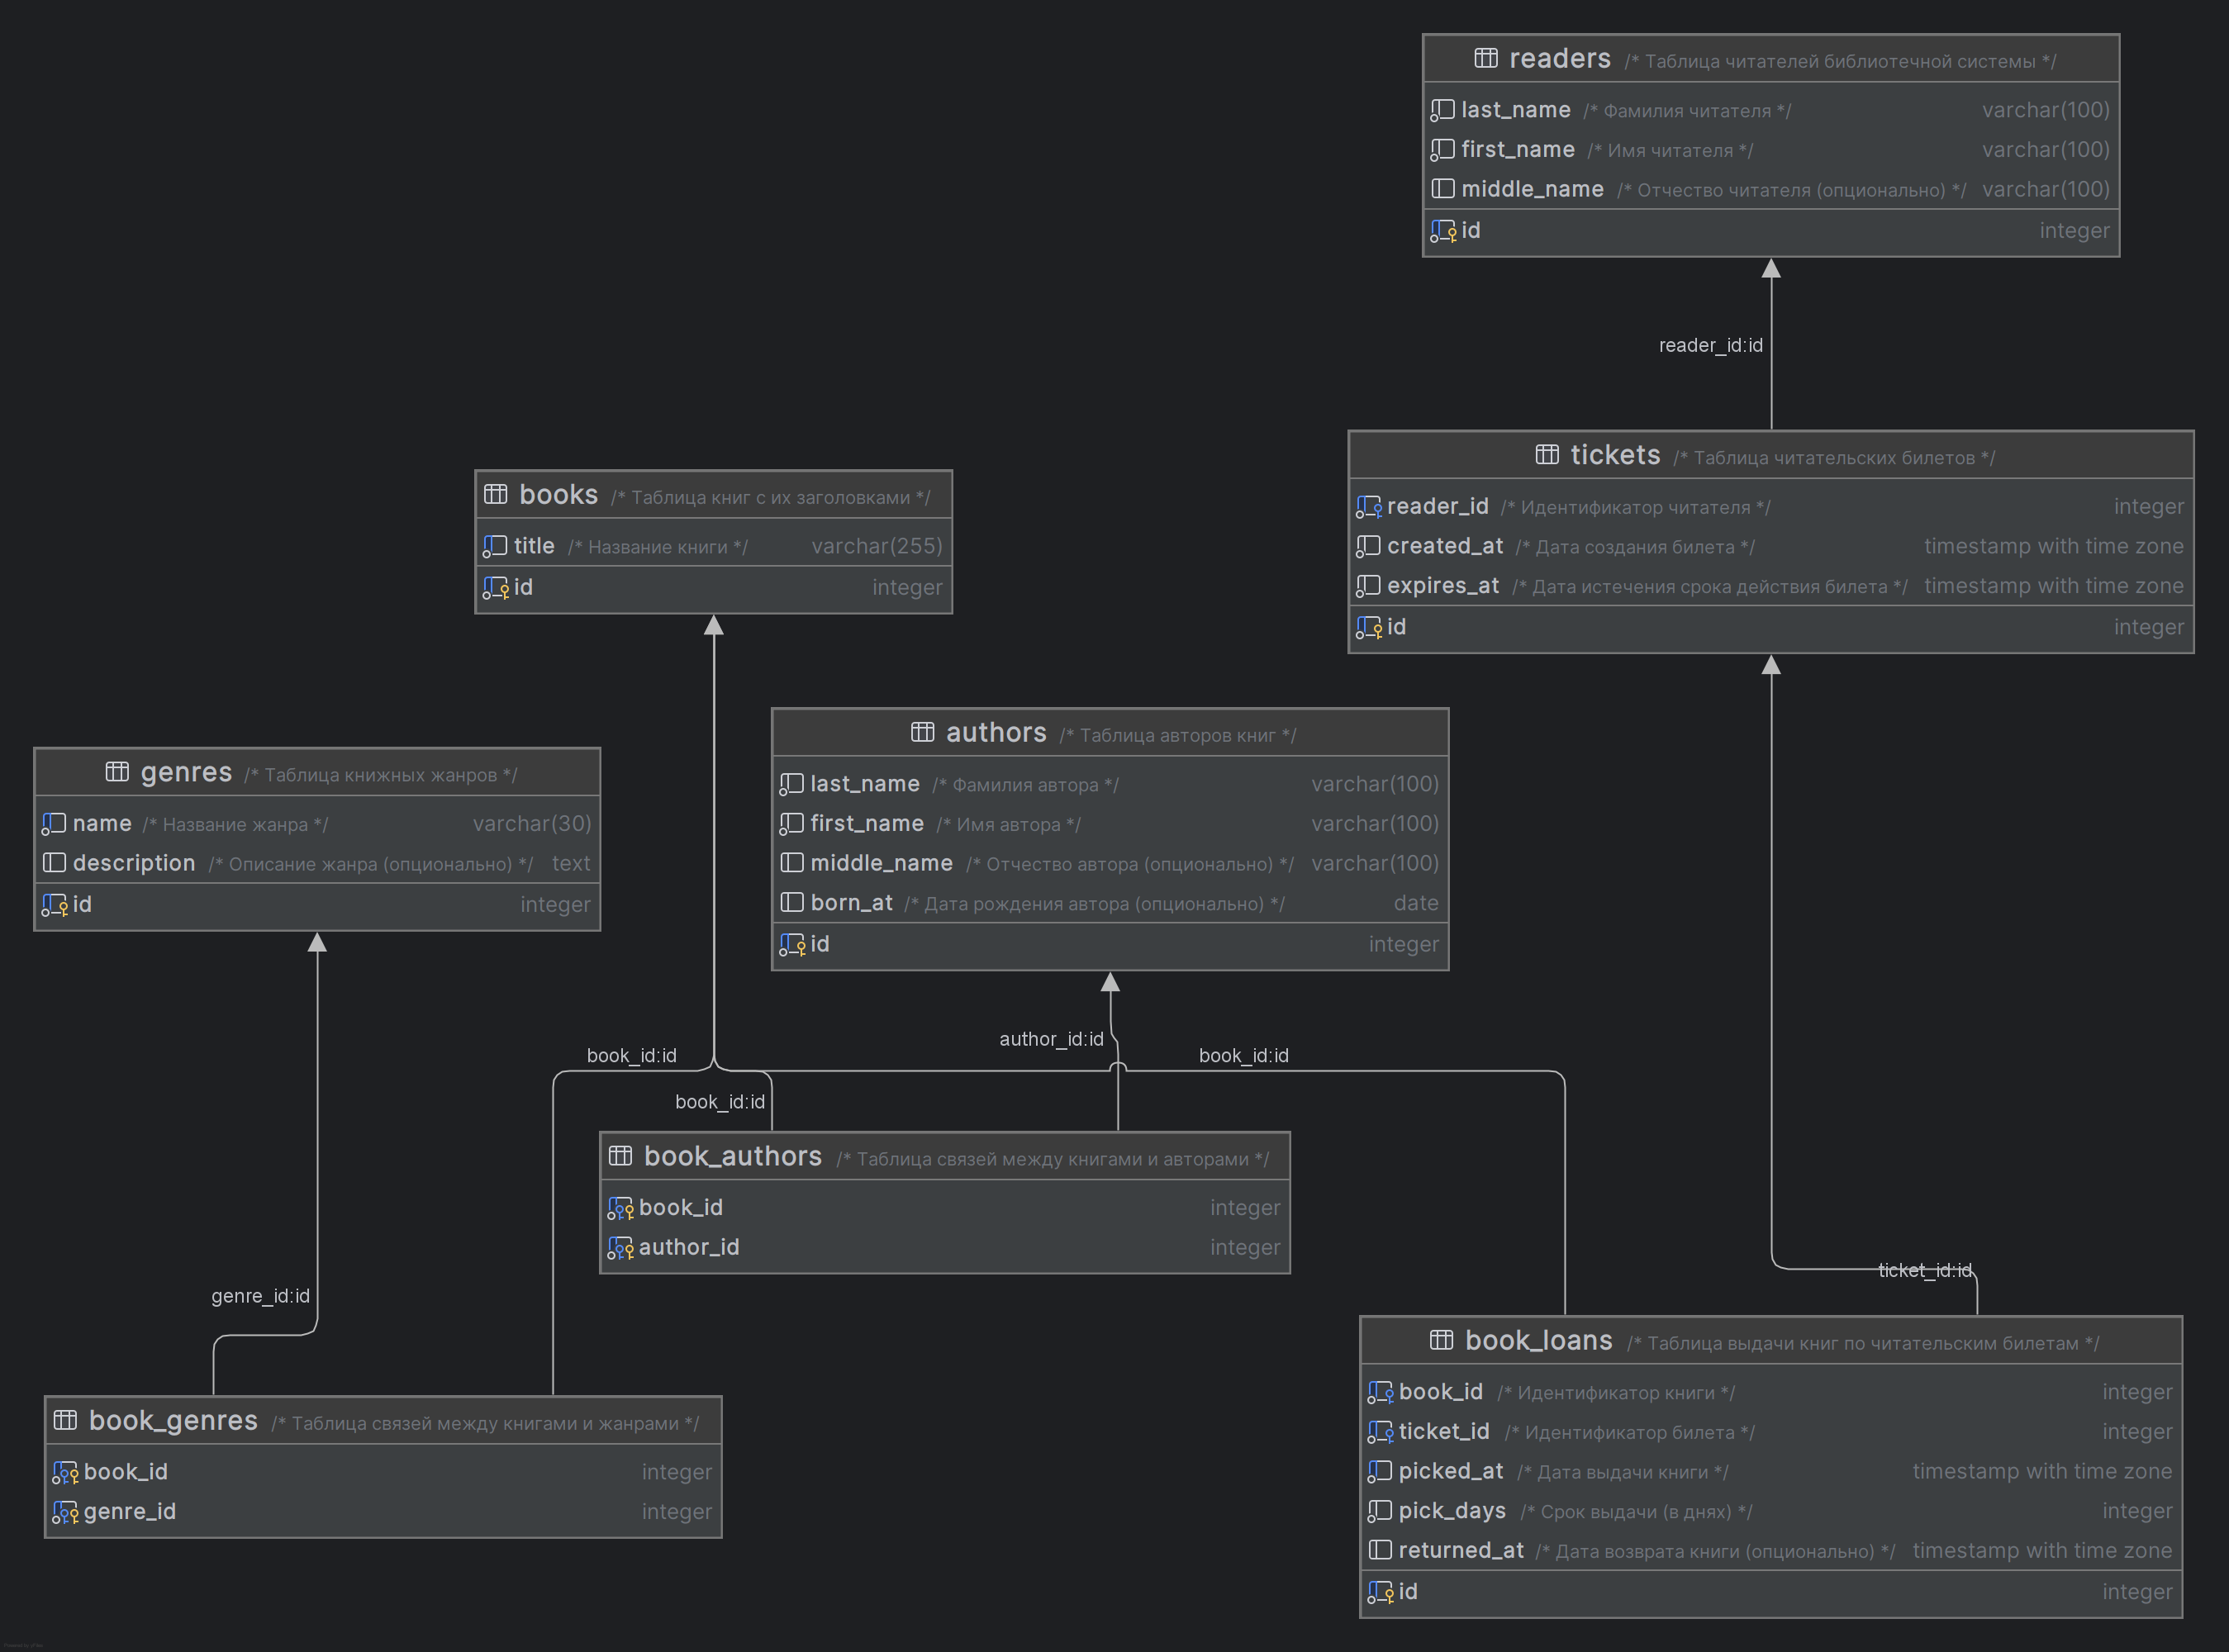 readers /* Таблица читателей библиотечной системы */
last_name /* Фамилия читателя */ varchar(100)
first_name /* Имя читателя */ varchar(100)
middle_name /* Отчество читателя (опционально) */ varchar(100)
id integer
reader_id:id
tickets /* Таблица читательских билетов */
reader_id /* Идентификатор читателя */ integer
created_at /* Дата создания билета */ timestamp with time zone
expires_at /* Дата истечения срока действия билета */ timestamp with time zone
id integer
books /* Таблица книг с их заголовками */
title /* Название книги */ varchar(255)
id integer
authors /* Таблица авторов книг */
last_name /* Фамилия автора */ varchar(100)
first_name /* Имя автора */ varchar(100)
middle_name /* Отчество автора (опционально) */ varchar(100)
born_at /* Дата рождения автора (опционально) */ date
id integer
genres /* Таблица книжных жанров */
name /* Название жанра */ varchar(30)
description /* Описание жанра (опционально) */ text
id integer
author_id:id
book_id:id
book_id:id
book_id:id
book_authors /* Таблица связей между книгами и авторами */
book_id integer
author_id integer
ticket_id:id
genre_id:id
book_loans /* Таблица выдачи книг по читательским билетам */
book_id /* Идентификатор книги */ integer
ticket_id /* Идентификатор билета */ integer
picked_at /* Дата выдачи книги */ timestamp with time zone
pick_days /* Срок выдачи (в днях) */ integer
returned_at /* Дата возврата книги (опционально) */ timestamp with time zone
id integer
book_genres /* Таблица связей между книгами и жанрами */
book_id integer
genre_id integer